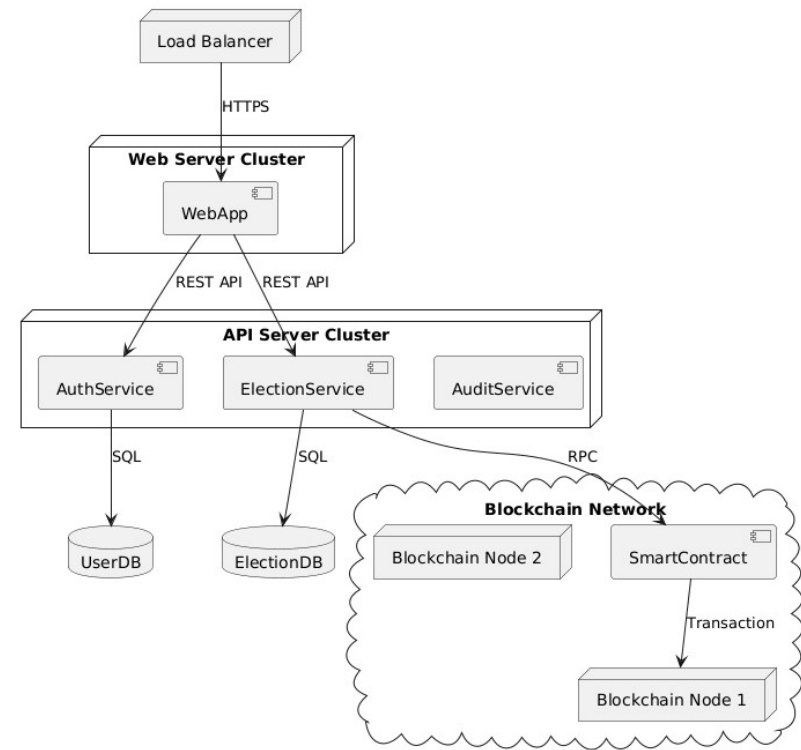 Load Balancer
HTTPS
Web Server Cluster
WebApp
REST API
REST API
API Server Cluster
AuthService
ElectionService
AuditService
SQL
SQL
RPC
Blockchain Network
UserDB
ElectionDB
Blockchain Node 2
SmartContract
Transaction
Blockchain Node 1